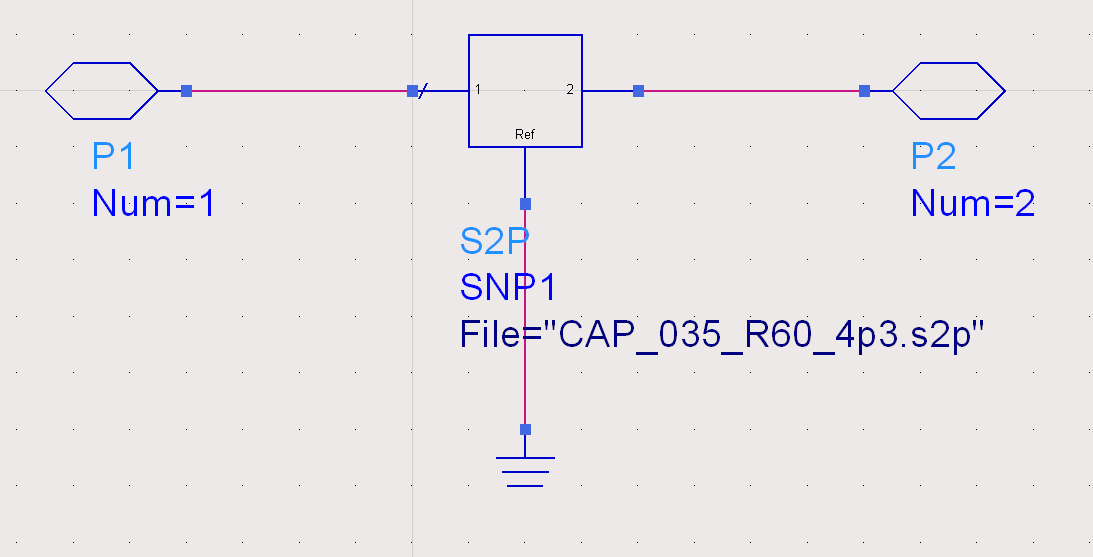 1
2
Ref
P1
Num=1
P2
Num=2
S2P
SNP1
File="CAP_035_R60_4p3.s2p"